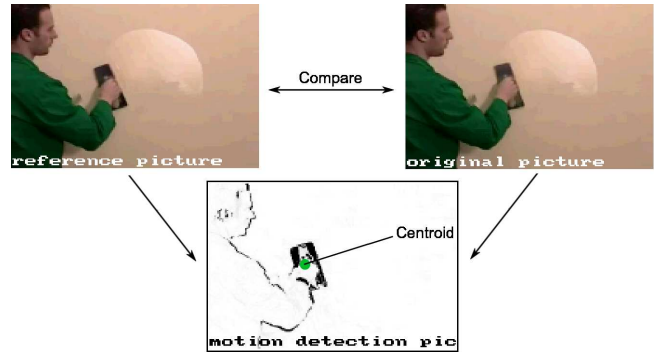 Compare
reference picture
original picture
Centroid
motion detection pic